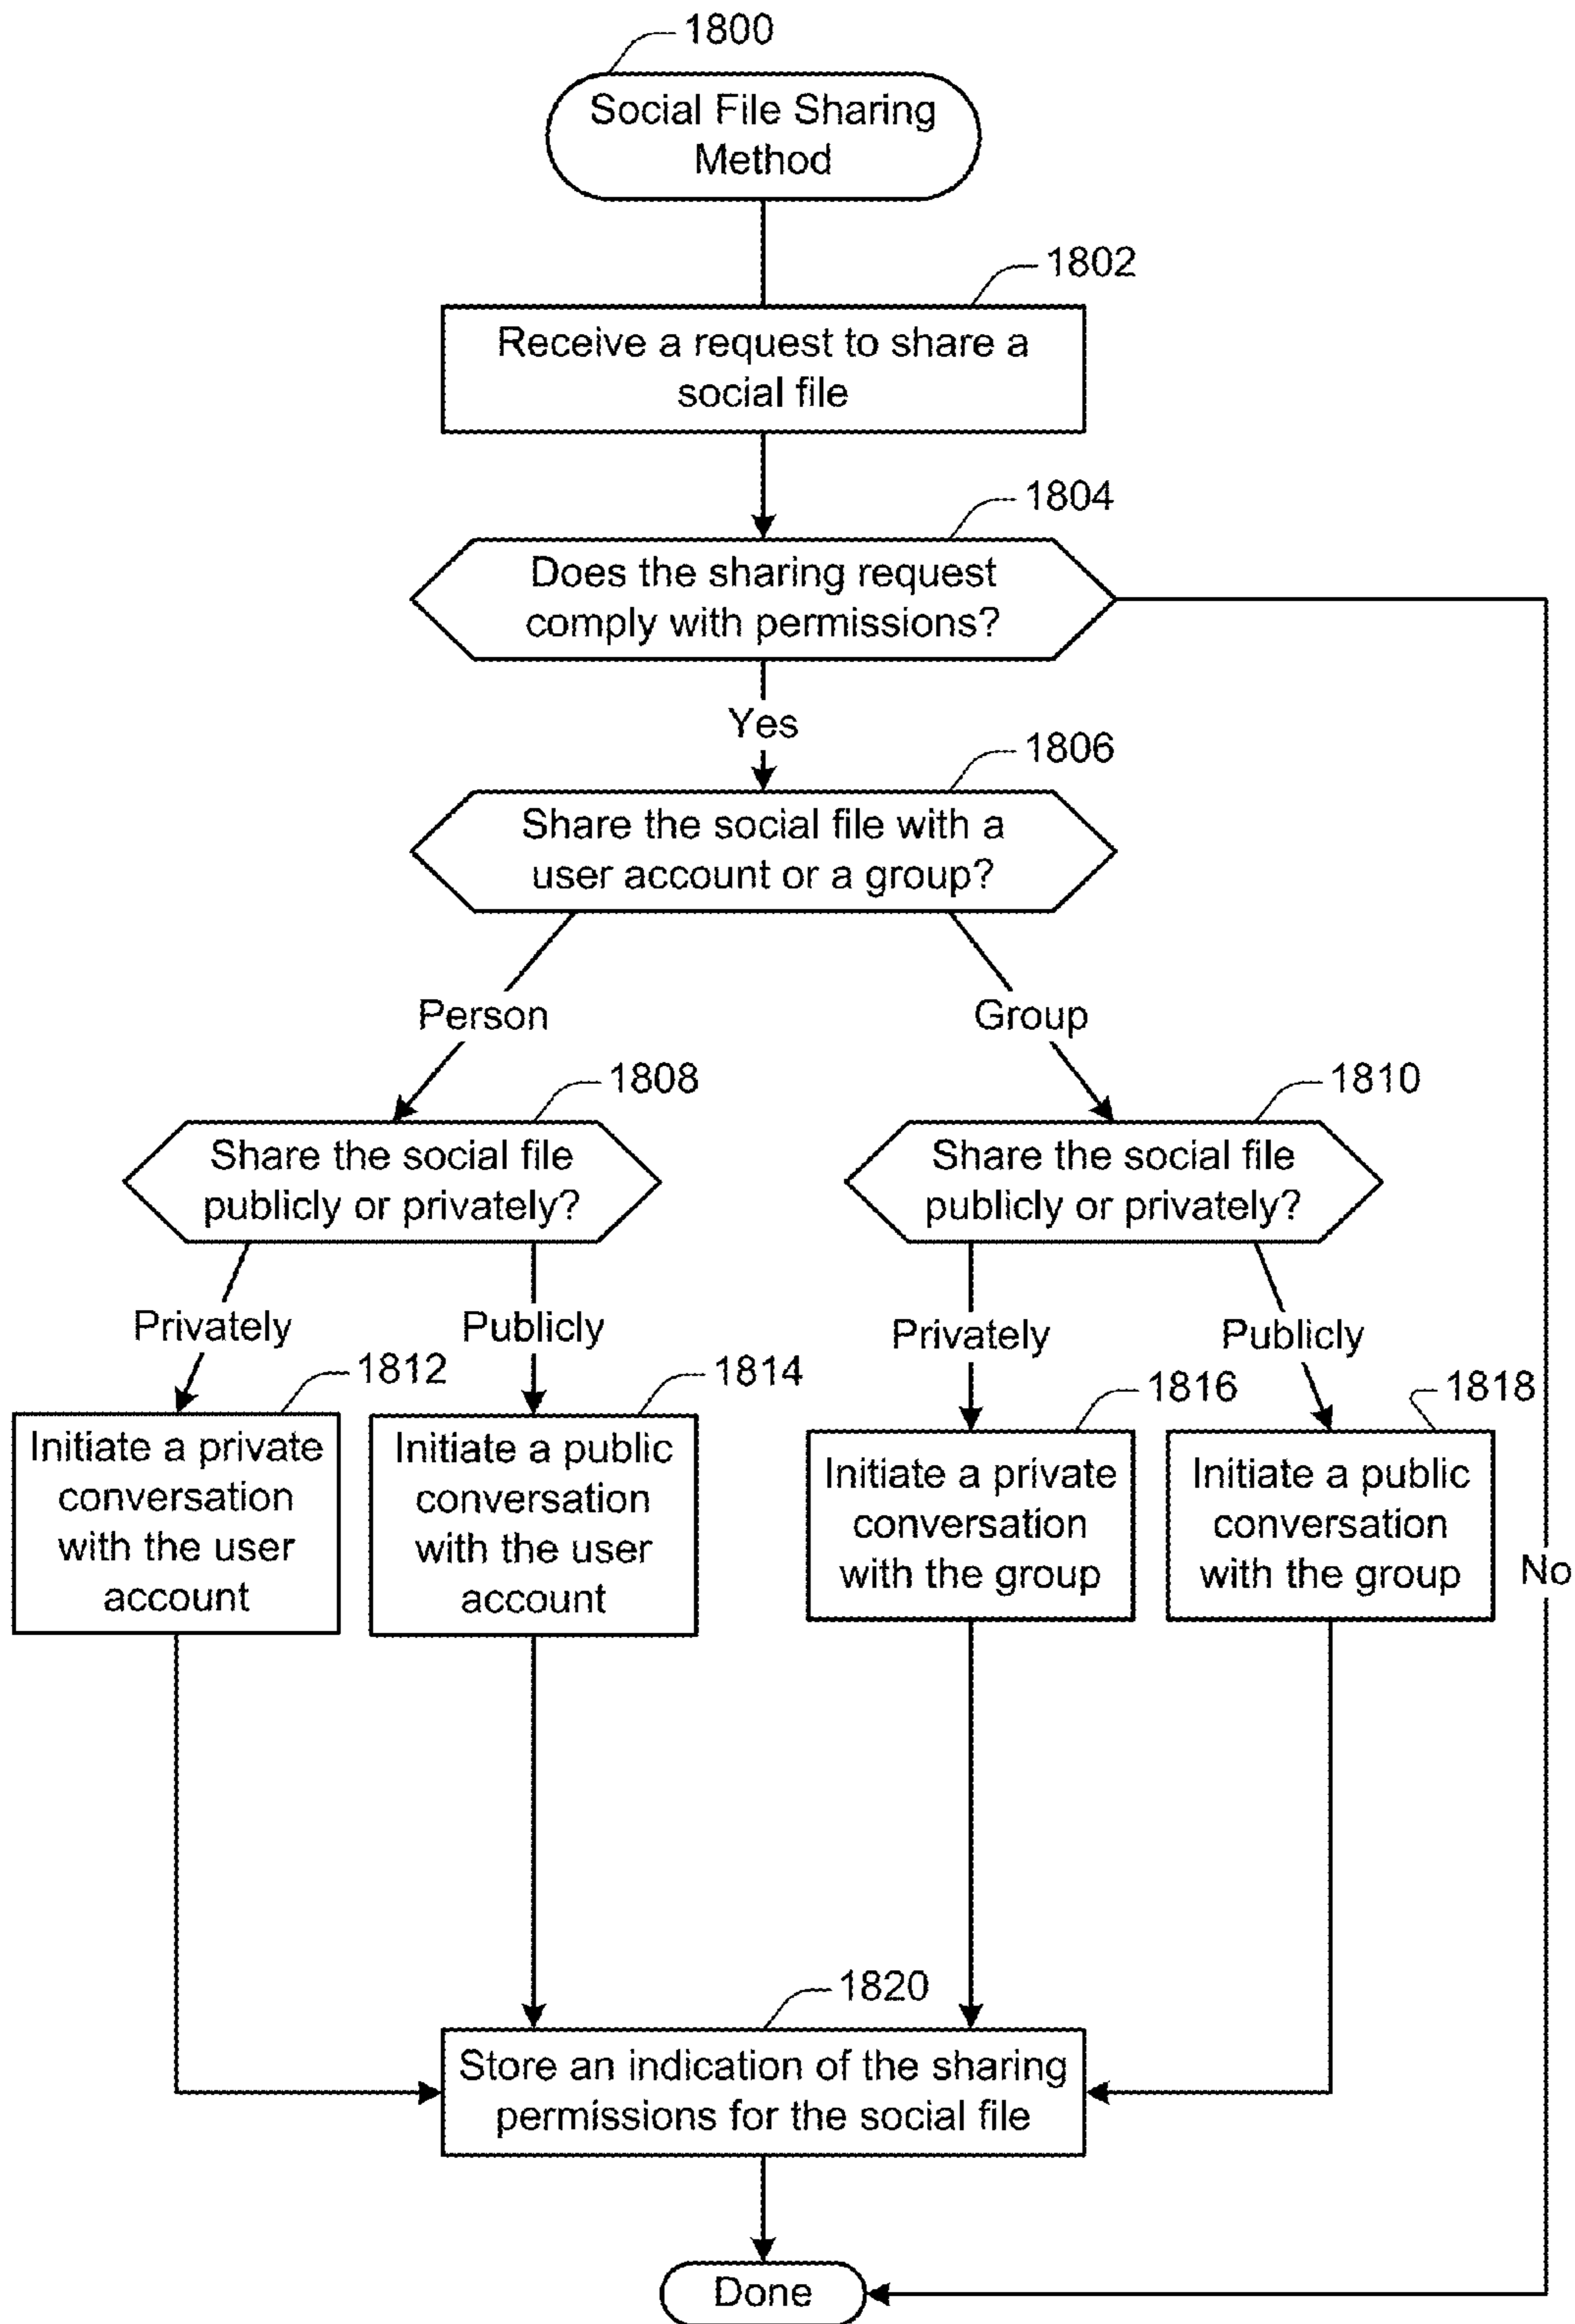 1800
Social File Sharing
Method
1802
Receive a request to share a
social file
1804
Does the sharing request
comply with permissions?
Yes
1806
Share the social file with a
user account or a group?
Person
Group
1808
Share the social file
publicly or privately?
1810
Share the social file
publicly or privately?
Privately
Publicly
Privately
Publicly
1812
Initiate a private
conversation
with the user
account
1814
Initiate a public
conversation
with the user
account
1816
Initiate a private
conversation
with the group
1818
Initiate a public
conversation
with the group
No
1820
Store an indication of the sharing
permissions for the social file
Done